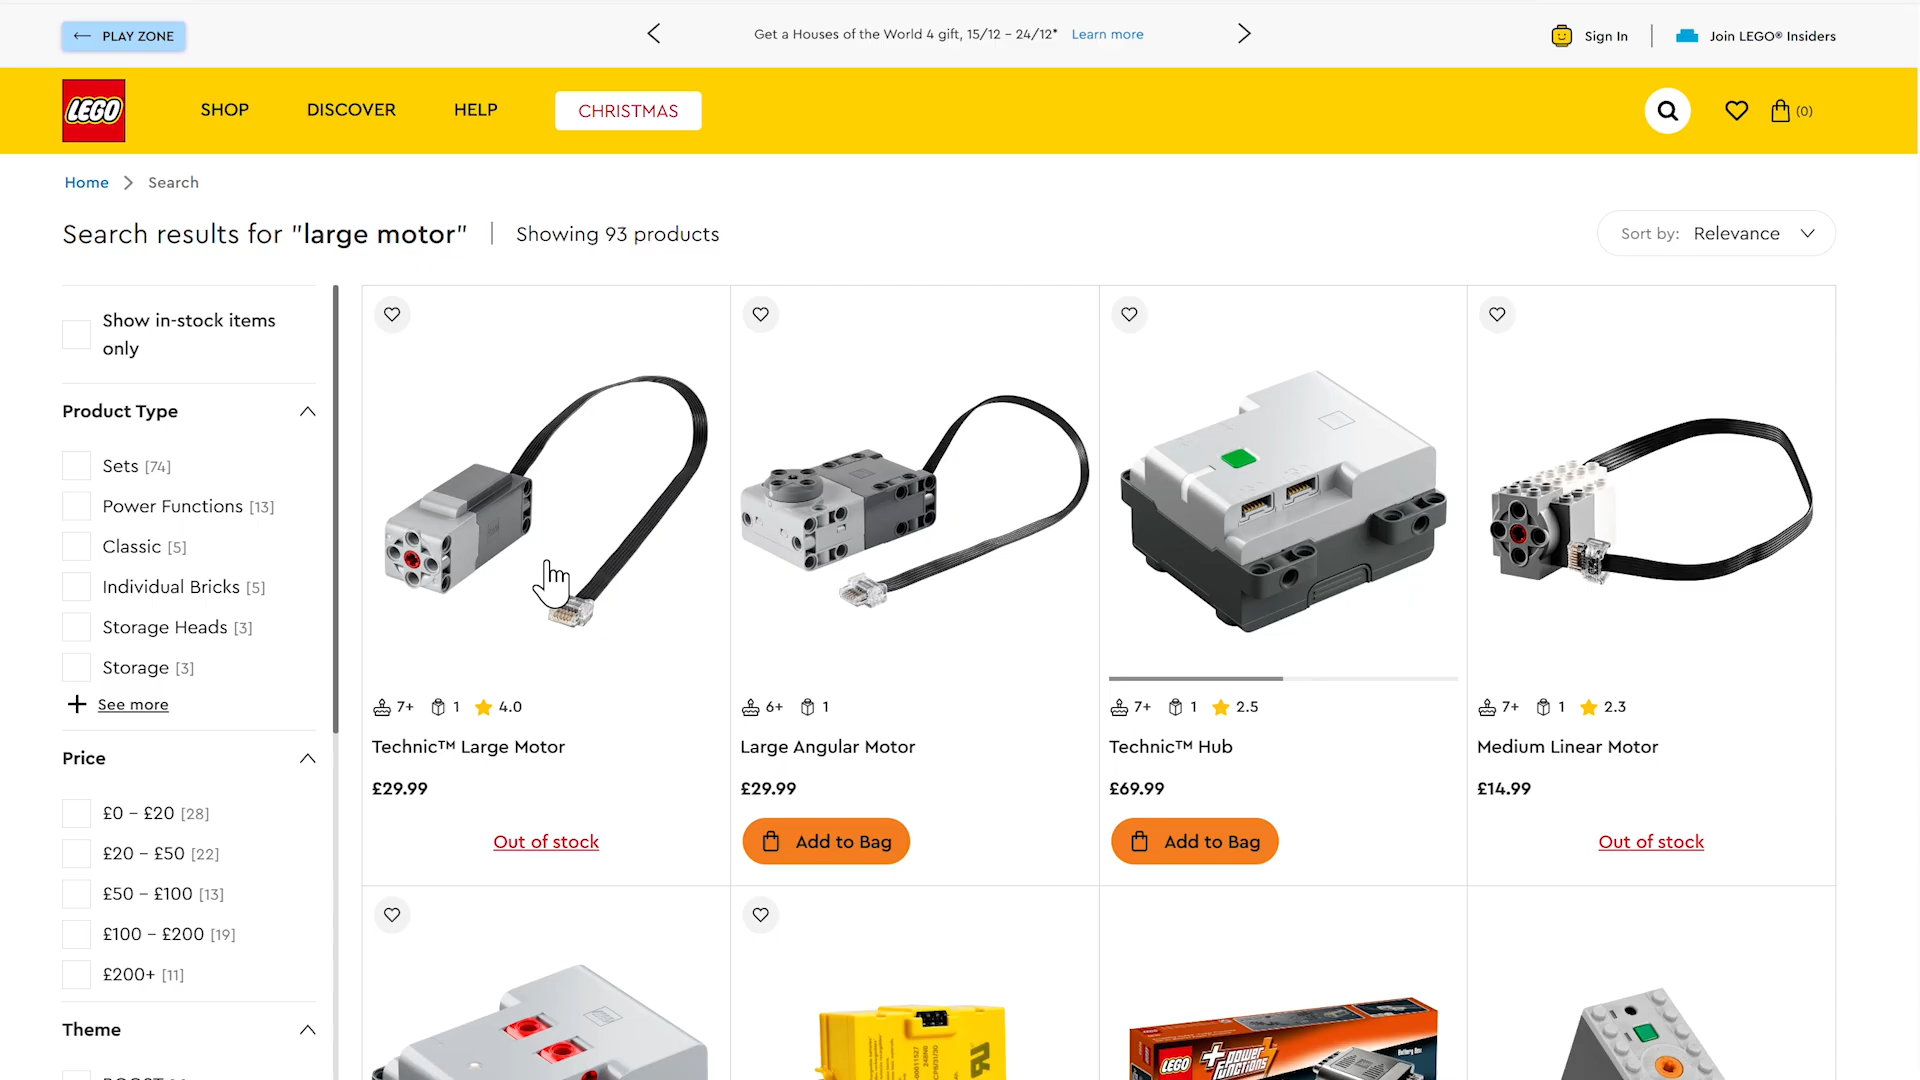 PLAY ZONE
Get a Houses of the World 4 gift, 15/12 – 24/12* Learn more
Sign In
Join LEGO® Insiders
LEGO
SHOP
DISCOVER
HELP
CHRISTMAS
(0)
Home
Search
Search results for "large motor"
Showing 93 products
Sort by: Relevance
Show in-stock items
only
Product Type
Sets [74]
Power Functions [13]
Classic [5]
Individual Bricks [5]
Storage Heads [3]
Storage [3]
See more
Price
£0 – £20 [28]
£20 – £50 [22]
£50 – £100 [13]
£100 – £200 [19]
£200+ [11]
Theme
7+ 1 4.0
Technic™ Large Motor
£29.99
Out of stock
6+ 1
Large Angular Motor
£29.99
Add to Bag
7+ 1 2.5
Technic™ Hub
£69.99
Add to Bag
7+ 1 2.3
Medium Linear Motor
£14.99
Out of stock
LEGO
power
functions
Battery Box